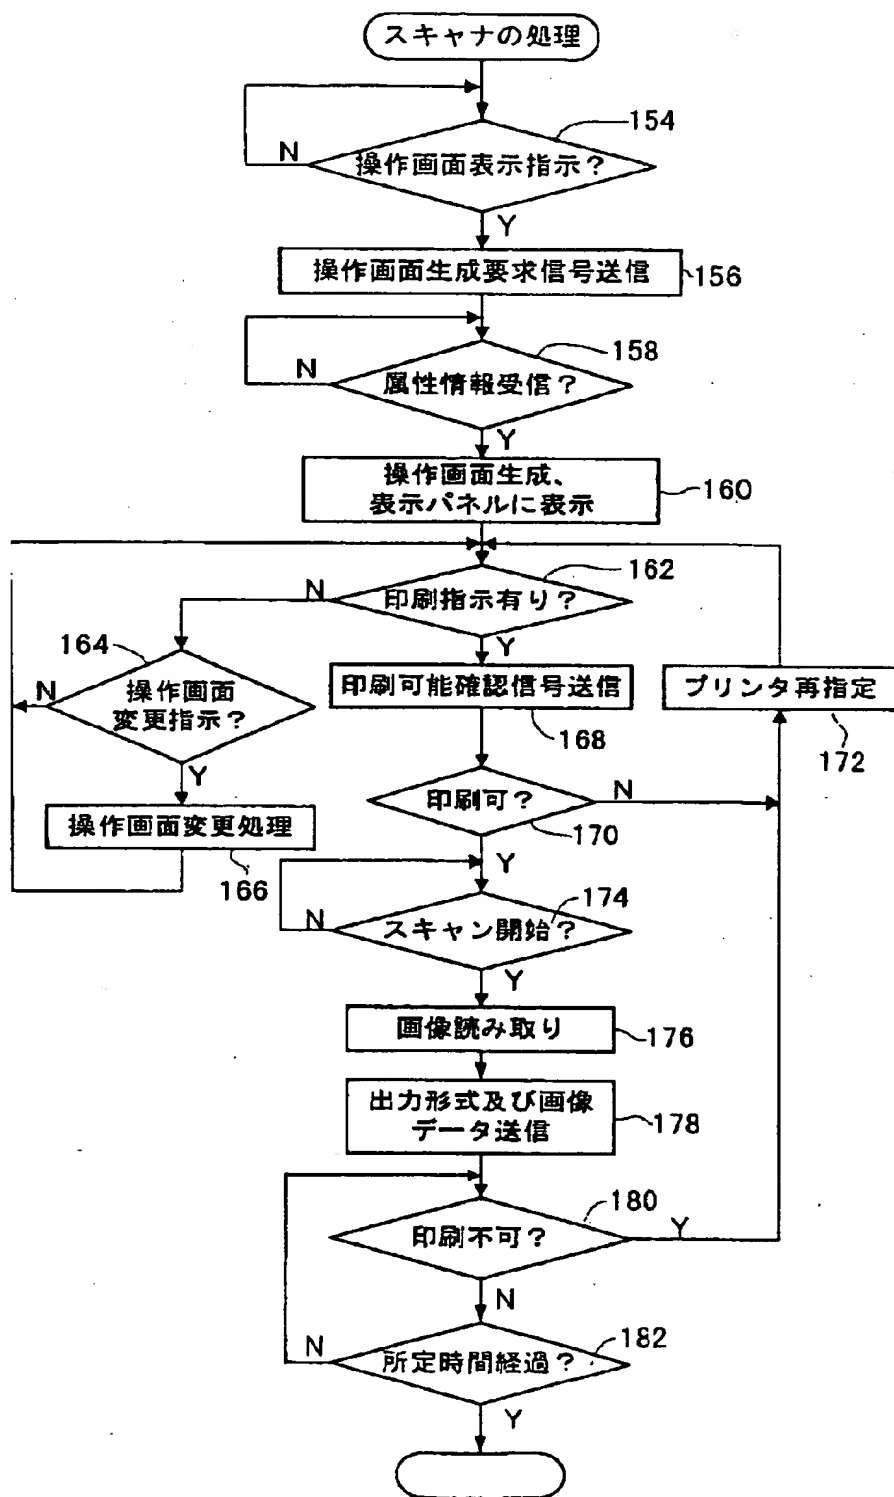 スキャナの処理
154
N
操作画面表示指示？
Y
操作画面生成要求信号送信
156
158
N
属性情報受信？
Y
操作画面生成、
表示パネルに表示
160
162
N
印刷指示有り？
Y
164
N
操作画面
変更指示？
Y
印刷可能確認信号送信
168
プリンタ再指定
172
操作画面変更処理
166
印刷可？
N
170
Y
174
N
スキャン開始？
Y
画像読み取り
176
出力形式及び画像
データ送信
178
180
印刷不可？
Y
N
182
N
所定時間経過？
Y